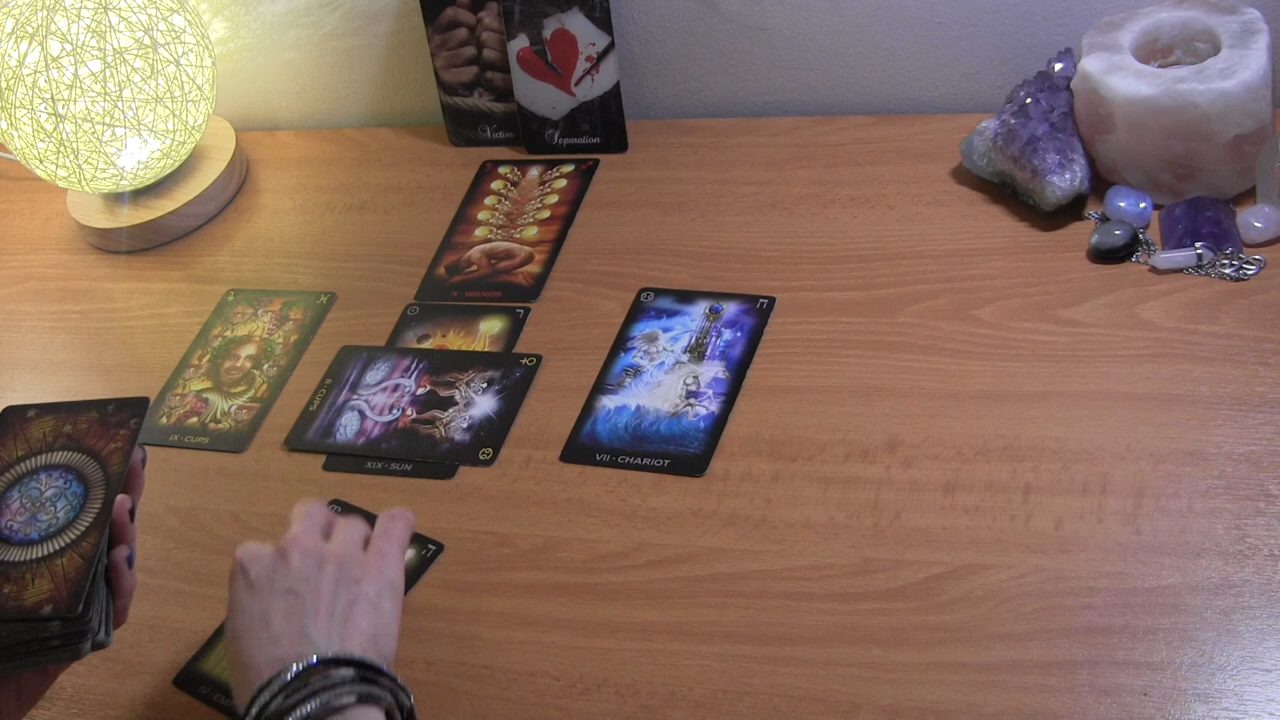 Victim
Separation
X · WANDS
IX · CUPS
II · CUPS
XIX · SUN
VII · CHARIOT